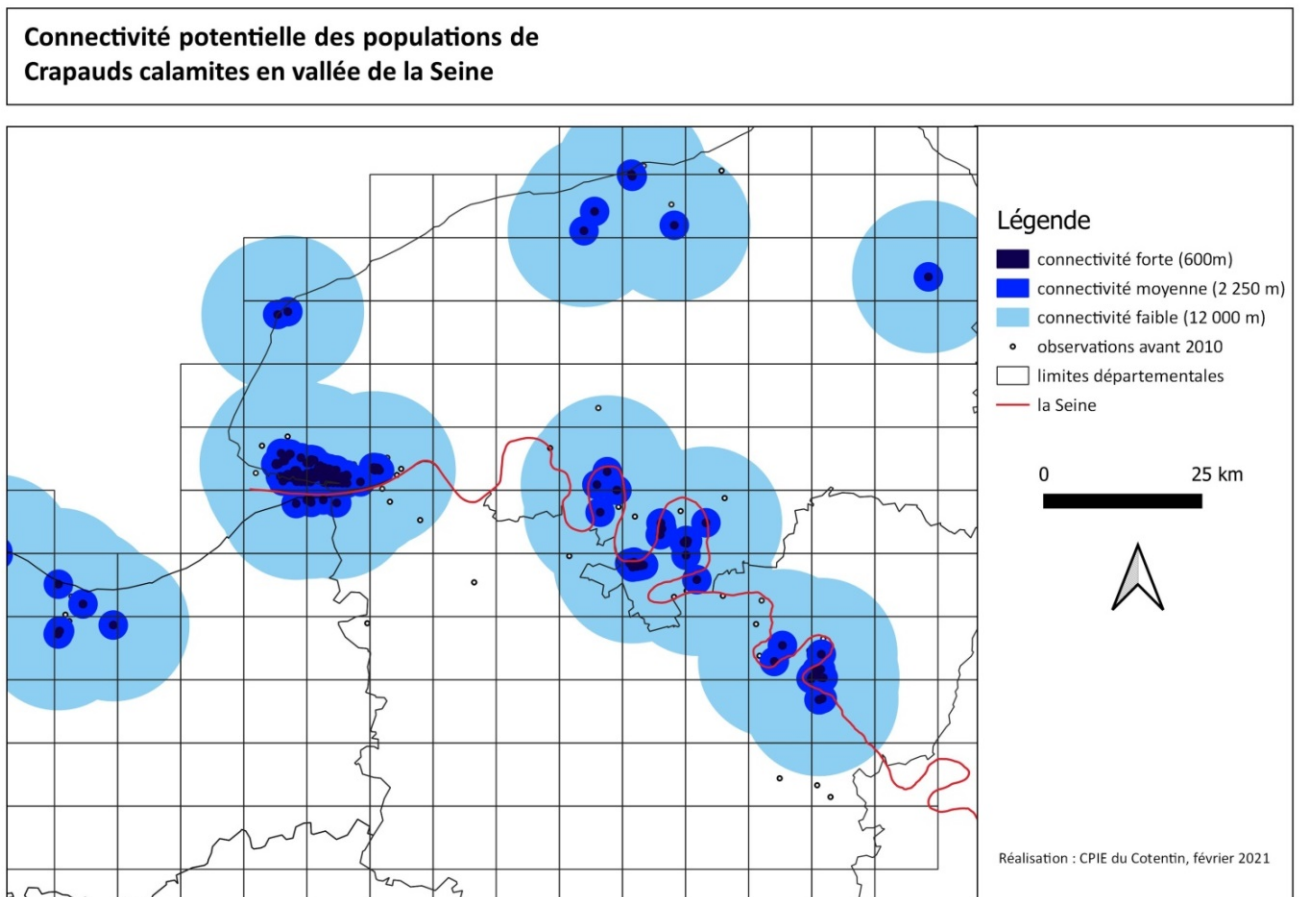 Connectivité potentielle des populations de
Crapauds calamites en vallée de la Seine
Légende
connectivité forte (600m)
connectivité moyenne (2 250 m)
connectivité faible (12 000 m)
observations avant 2010
limites départementales
la Seine
0 25 km
Réalisation : CPIE du Cotentin, février 2021